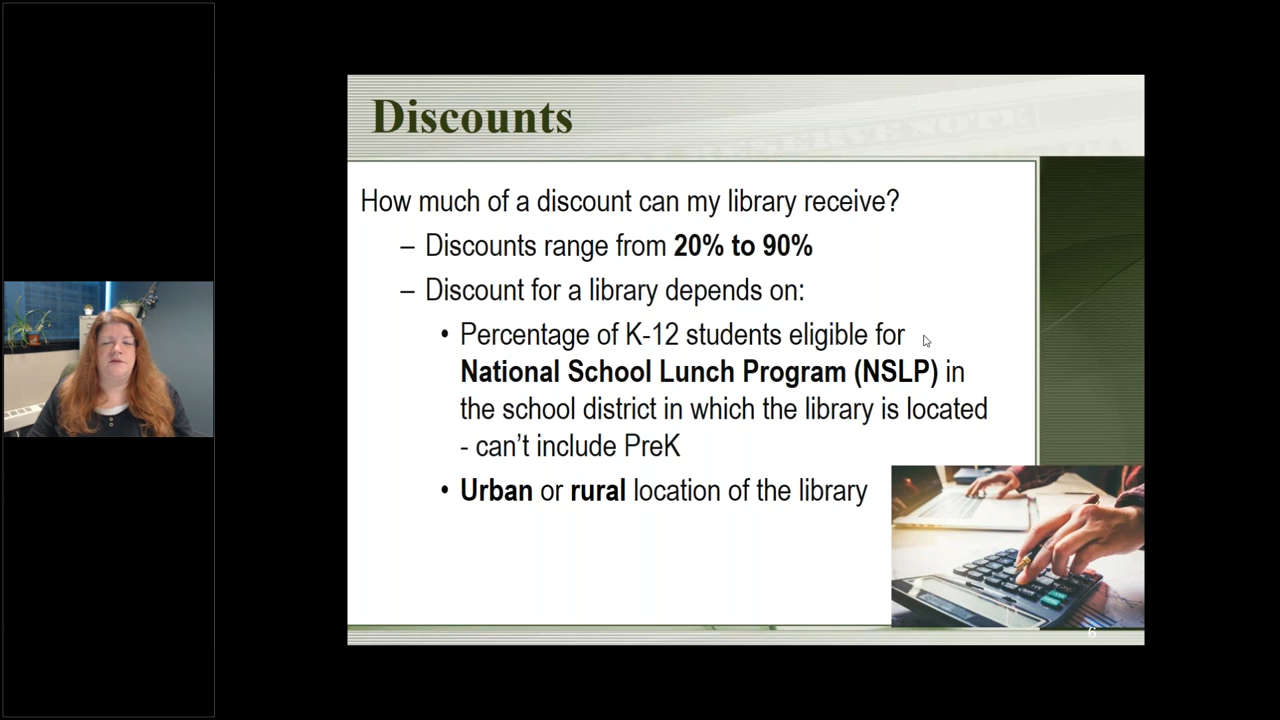 Discounts
How much of a discount can my library receive?
– Discounts range from 20% to 90%
– Discount for a library depends on:
• Percentage of K-12 students eligible for
National School Lunch Program (NSLP) in
the school district in which the library is located
- can’t include PreK
• Urban or rural location of the library
6